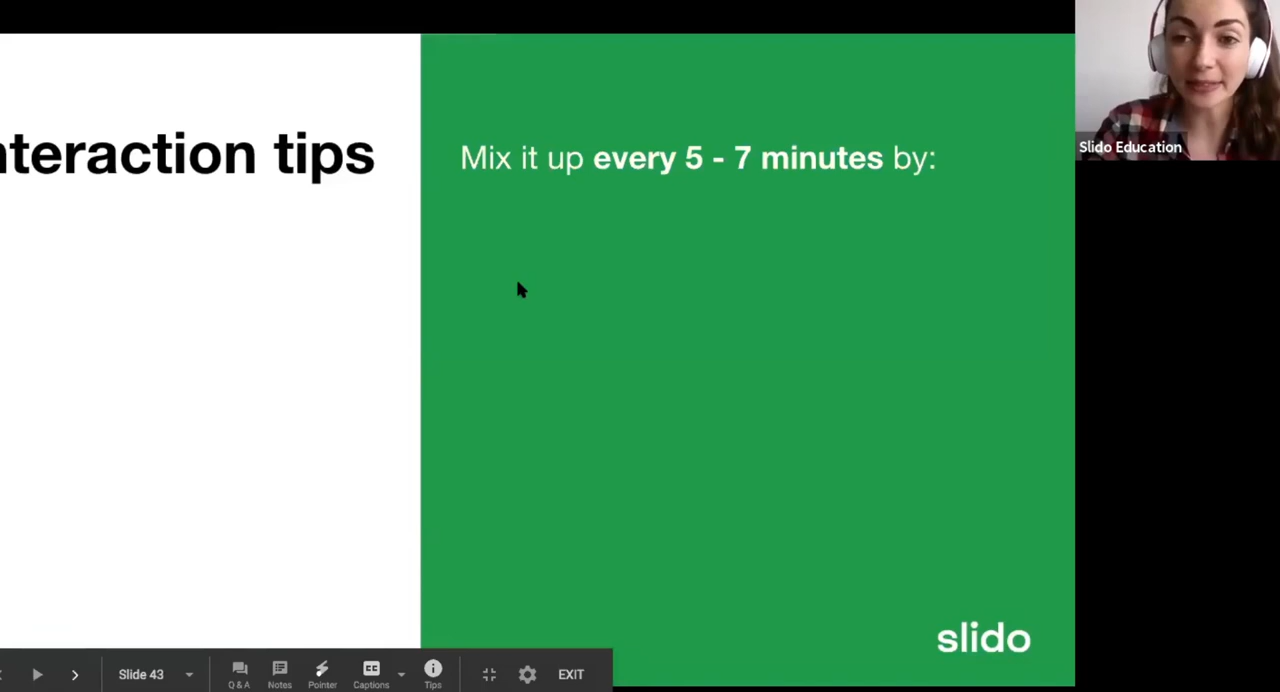 nteraction tips
Mix it up every 5 - 7 minutes by:
Slido Education
slido
Slide 43
Q & A
Notes
Pointer
CC
Captions
Tips
EXIT